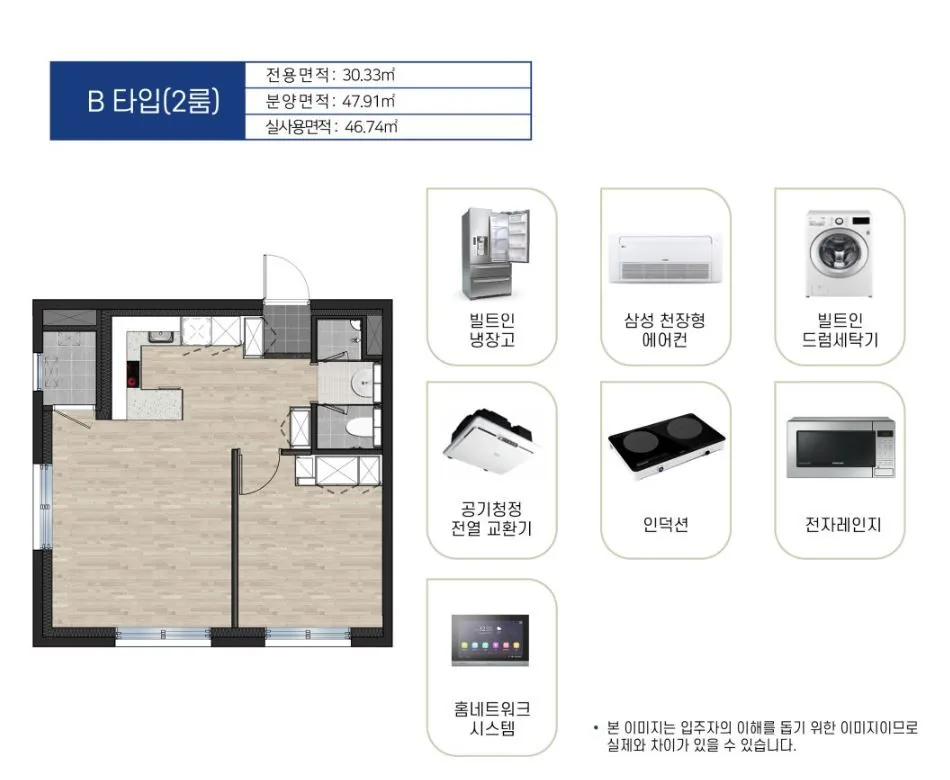 B 타입(2룸)
전용면적: 30.33㎡
분양면적: 47.91㎡
실사용면적: 46.74㎡
빌트인
냉장고
삼성 천장형
에어컨
빌트인
드럼세탁기
공기청정
전열 교환기
인덕션
전자레인지
홈네트워크
시스템
• 본 이미지는 입주자의 이해를 돕기 위한 이미지이므로
실제와 차이가 있을 수 있습니다.